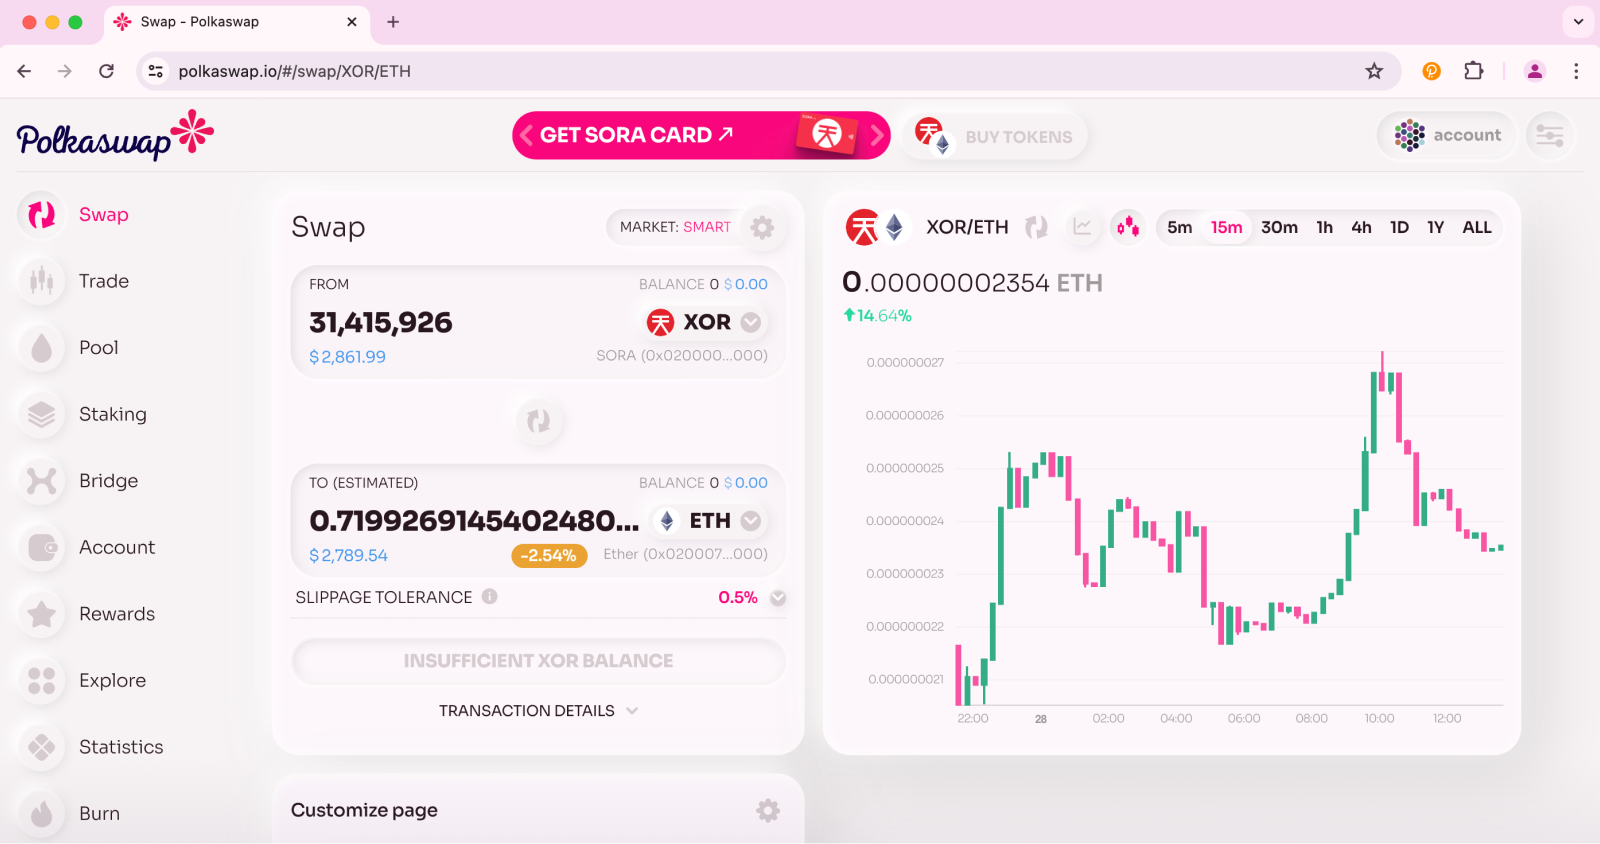 Swap - Polkaswap
polkaswap.io/#/swap/XOR/ETH
Polkaswap
GET SORA CARD ↗
BUY TOKENS
account
Swap
Trade
Pool
Staking
Bridge
Account
Rewards
Explore
Statistics
Burn
Swap
MARKET: SMART
FROM
BALANCE 0 $ 0.00
31,415,926
XOR
$ 2,861.99
SORA (0x020000...000)
TO (ESTIMATED)
BALANCE 0 $ 0.00
0.7199269145402480...
ETH
$ 2,789.54
-2.54%
Ether (0x020007...000)
SLIPPAGE TOLERANCE
0.5%
INSUFFICIENT XOR BALANCE
TRANSACTION DETAILS
Customize page
XOR/ETH
5m 15m 30m 1h 4h 1D 1Y ALL
0.00000002354 ETH
14.64%
0.000000027
0.000000026
0.000000025
0.000000024
0.000000023
0.000000022
0.000000021
22:00 28 02:00 04:00 06:00 08:00 10:00 12:00